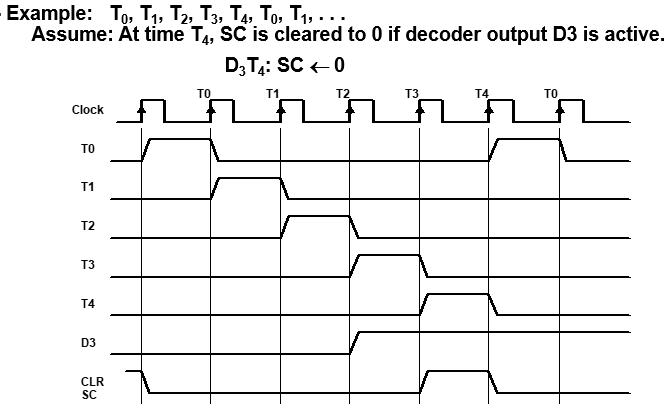 - Example: T0, T1, T2, T3, T4, T0, T1, . . .
Assume: At time T4, SC is cleared to 0 if decoder output D3 is active.
D3T4: SC ← 0
T0 T1 T2 T3 T4 T0
Clock
T0
T1
T2
T3
T4
D3
CLR
SC